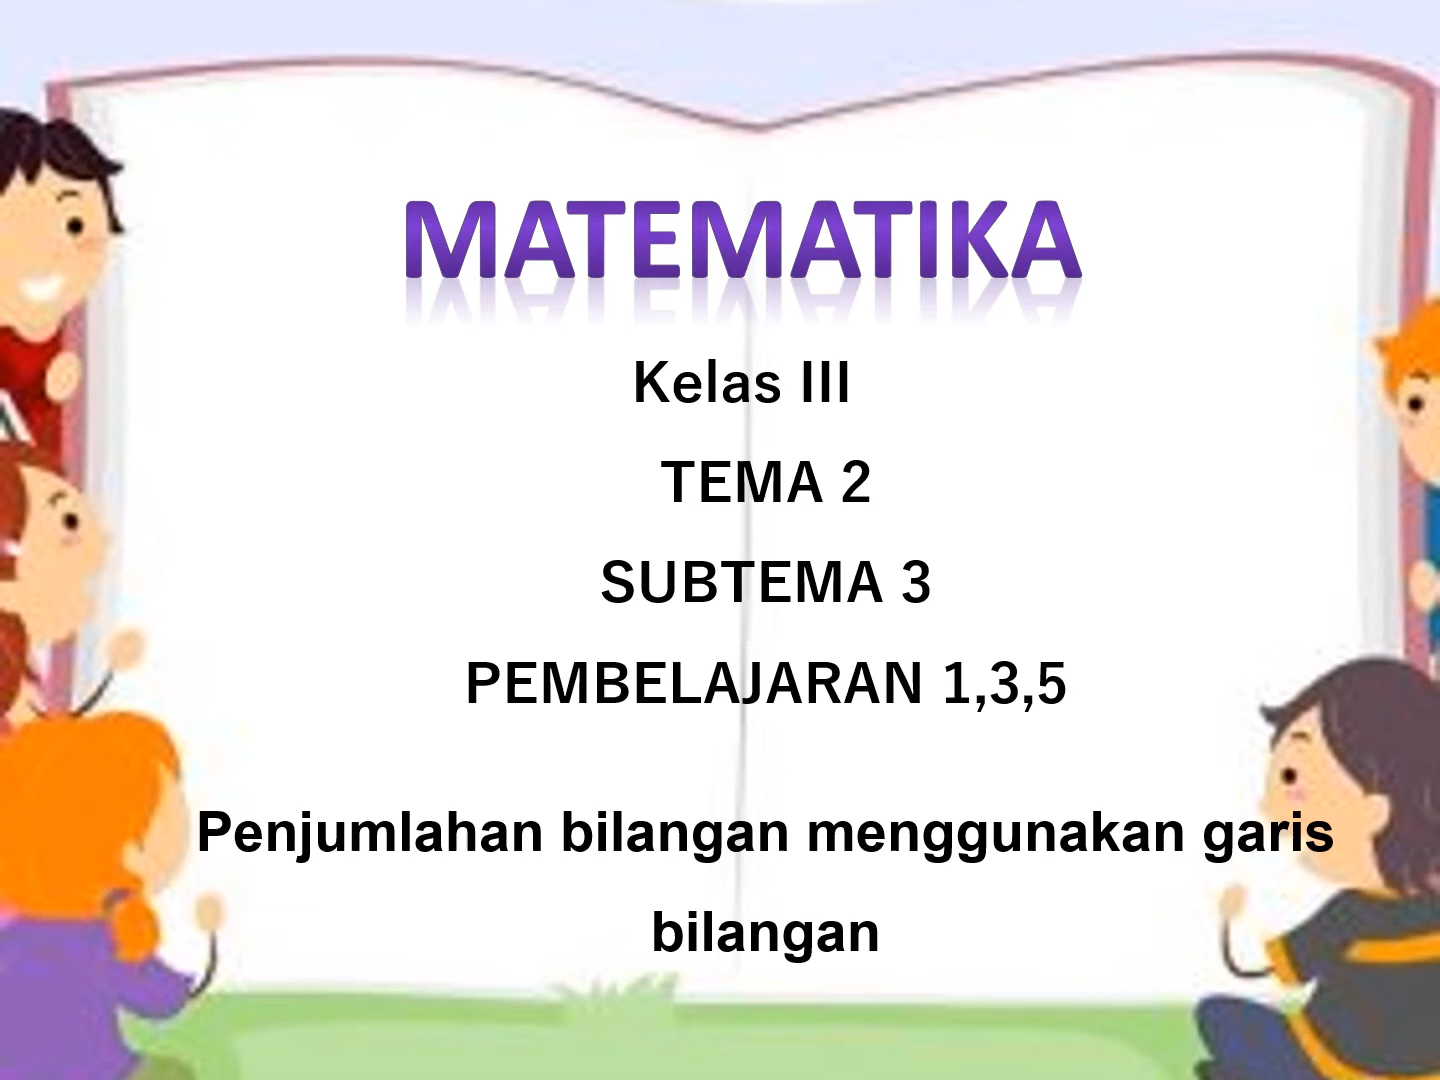 MATEMATIKA
Kelas III
TEMA 2
SUBTEMA 3
PEMBELAJARAN 1,3,5
Penjumlahan bilangan menggunakan garis
bilangan